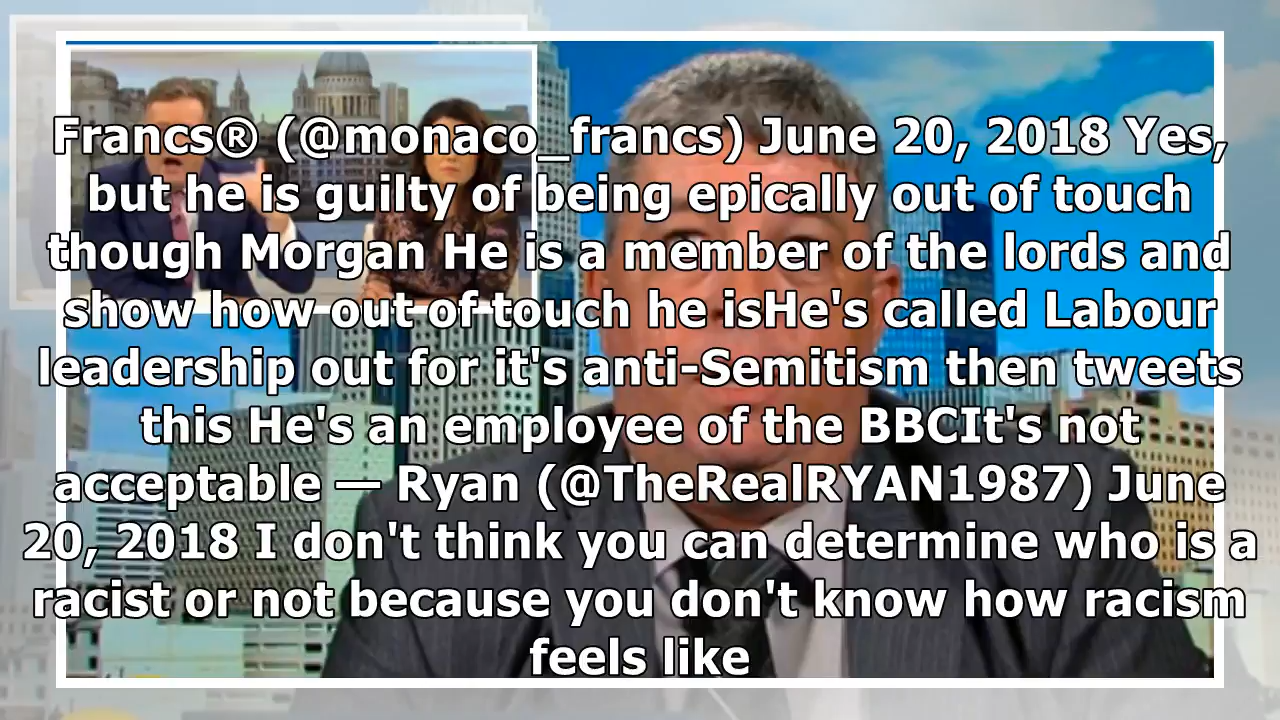 Francs® (@monaco_francs) June 20, 2018 Yes,
but he is guilty of being epically out of touch
though Morgan He is a member of the lords and
show how out of touch he isHe's called Labour
leadership out for it's anti-Semitism then tweets
this He's an employee of the BBCIt's not
acceptable — Ryan (@TheRealRYAN1987) June
20, 2018 I don't think you can determine who is a
racist or not because you don't know how racism
feels like